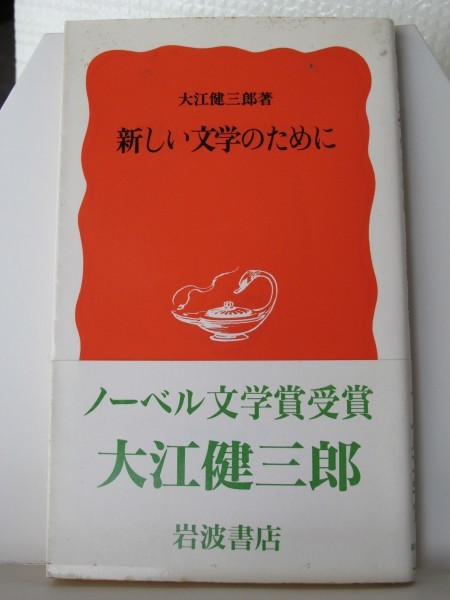 大江健三郎著
新しい文学のために
ノーベル文学賞受賞
大江健三郎
岩波書店